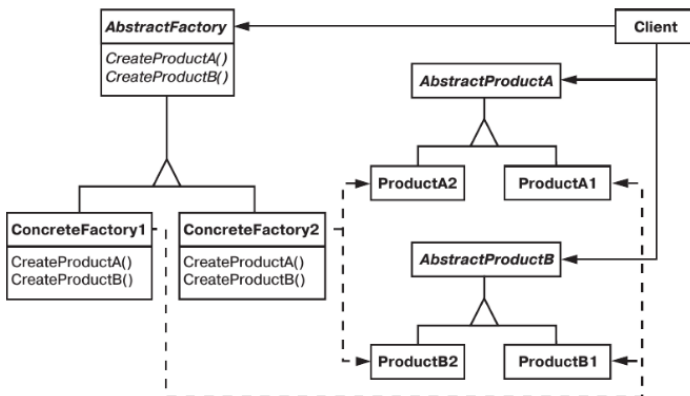 AbstractFactory
CreateProductA()
CreateProductB()
Client
AbstractProductA
ProductA2
ProductA1
ConcreteFactory1
CreateProductA()
CreateProductB()
ConcreteFactory2
CreateProductA()
CreateProductB()
AbstractProductB
ProductB2
ProductB1